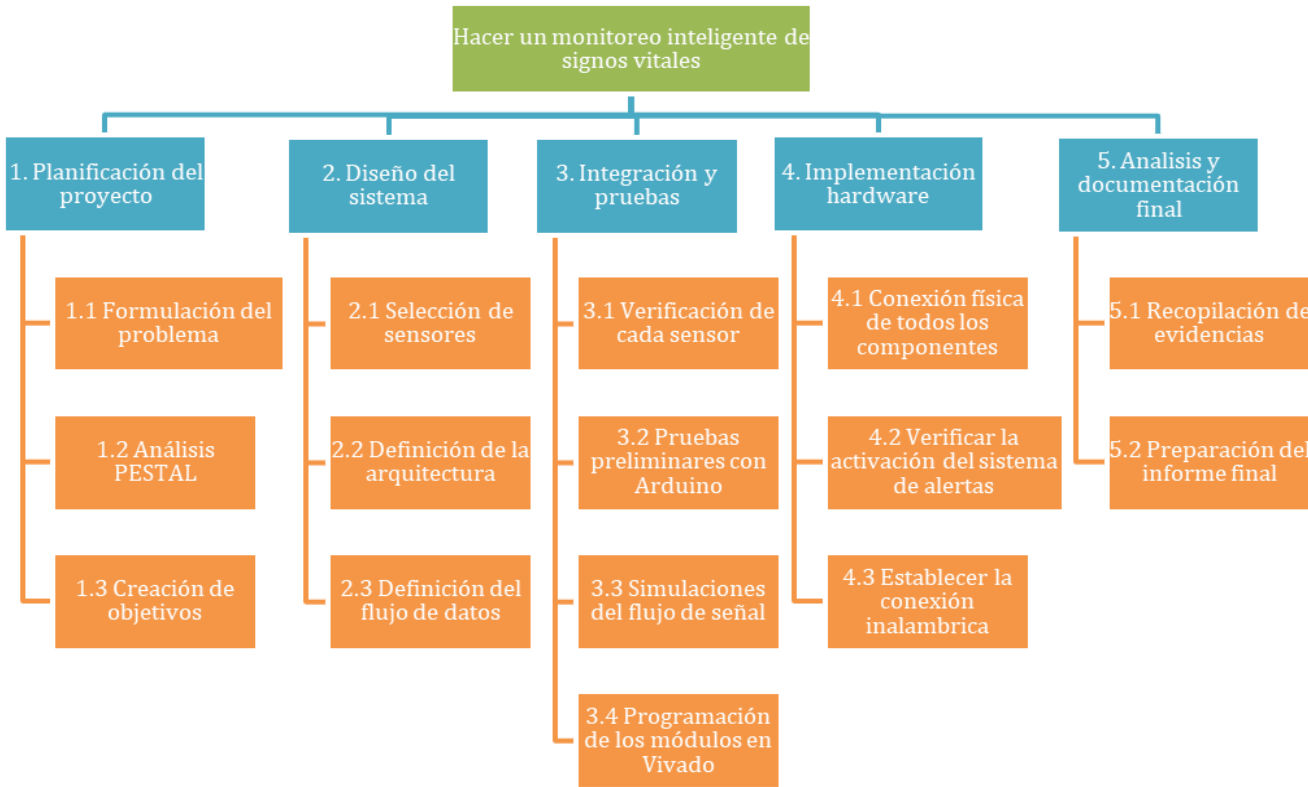 Hacer un monitoreo inteligente de
signos vitales
1. Planificación del
proyecto
2. Diseño del
sistema
3. Integración y
pruebas
4. Implementación
hardware
5. Analisis y
documentación
final
1.1 Formulación del
problema
1.2 Análisis
PESTAL
1.3 Creación de
objetivos
2.1 Selección de
sensores
2.2 Definición de la
arquitectura
2.3 Definición del
flujo de datos
3.1 Verificación de
cada sensor
3.2 Pruebas
preliminares con
Arduino
3.3 Simulaciones
del flujo de señal
3.4 Programación
de los módulos en
Vivado
4.1 Conexión física
de todos los
componentes
4.2 Verificar la
activación del sistema
de alertas
4.3 Establecer la
conexión
inalambrica
5.1 Recopilación de
evidencias
5.2 Preparación del
informe final